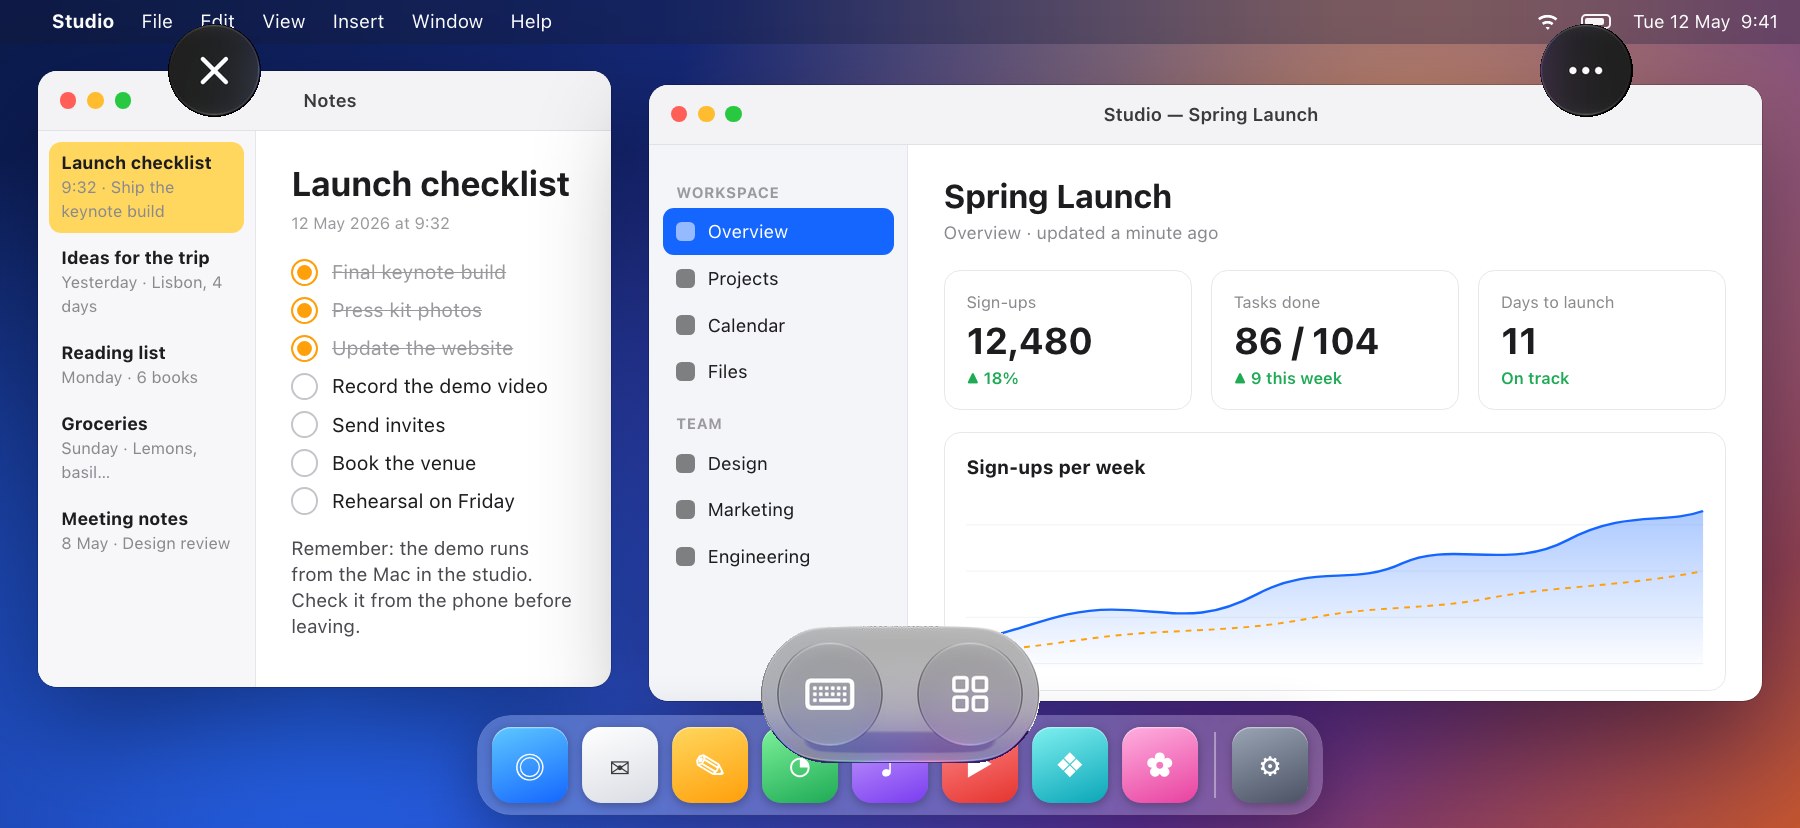 Studio File Edit View Insert Window Help
Tue 12 May 9:41
Notes
Launch checklist
9:32 · Ship the
keynote build
Ideas for the trip
Yesterday · Lisbon, 4
days
Reading list
Monday · 6 books
Groceries
Sunday · Lemons,
basil...
Meeting notes
8 May · Design review
Launch checklist
12 May 2026 at 9:32
Final keynote build
Press kit photos
Update the website
Record the demo video
Send invites
Book the venue
Rehearsal on Friday
Remember: the demo runs
from the Mac in the studio.
Check it from the phone before
leaving.
Studio — Spring Launch
WORKSPACE
Overview
Projects
Calendar
Files
TEAM
Design
Marketing
Engineering
Spring Launch
Overview · updated a minute ago
Sign-ups
12,480
▲ 18%
Tasks done
86 / 104
▲ 9 this week
Days to launch
11
On track
Sign-ups per week